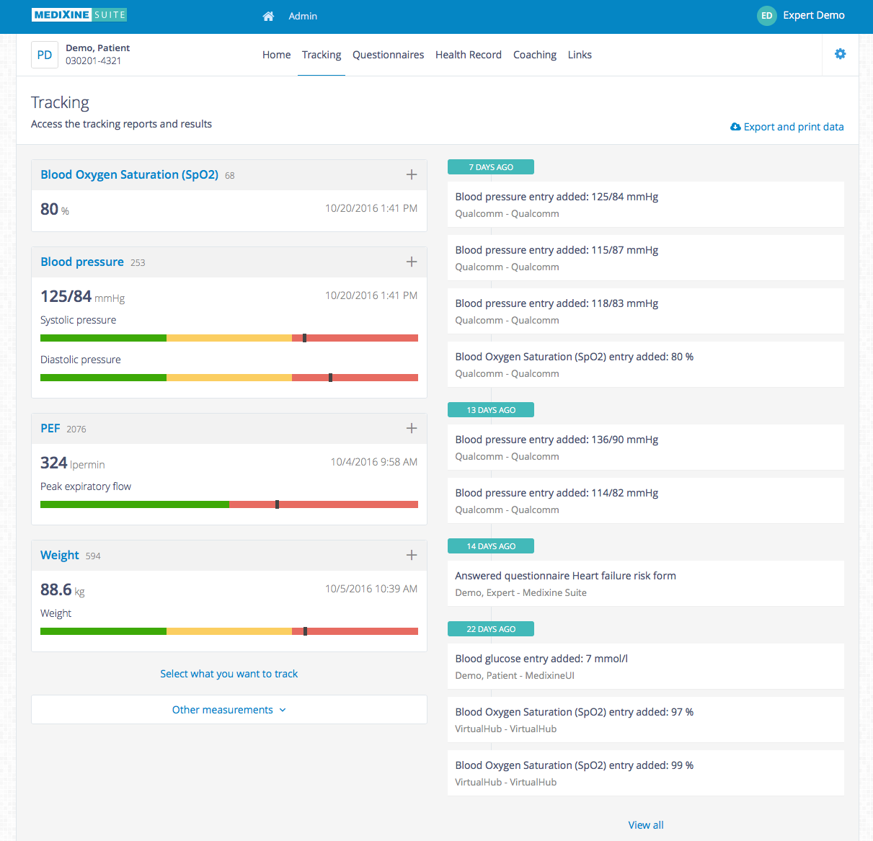 MEDIXINE SUITE
Admin
ED Expert Demo
PD
Demo, Patient
030201-4321
Home Tracking Questionnaires Health Record Coaching Links
Tracking
Access the tracking reports and results
Export and print data
Blood Oxygen Saturation (SpO2) 68
80 % 10/20/2016 1:41 PM
Blood pressure 253
125/84 mmHg 10/20/2016 1:41 PM
Systolic pressure
Diastolic pressure
PEF 2076
324 lpermin 10/4/2016 9:58 AM
Peak expiratory flow
Weight 594
88.6 kg 10/5/2016 10:39 AM
Weight
Select what you want to track
Other measurements
7 DAYS AGO
Blood pressure entry added: 125/84 mmHg
Qualcomm - Qualcomm
Blood pressure entry added: 115/87 mmHg
Qualcomm - Qualcomm
Blood pressure entry added: 118/83 mmHg
Qualcomm - Qualcomm
Blood Oxygen Saturation (SpO2) entry added: 80 %
Qualcomm - Qualcomm
13 DAYS AGO
Blood pressure entry added: 136/90 mmHg
Qualcomm - Qualcomm
Blood pressure entry added: 114/82 mmHg
Qualcomm - Qualcomm
14 DAYS AGO
Answered questionnaire Heart failure risk form
Demo, Expert - Medixine Suite
22 DAYS AGO
Blood glucose entry added: 7 mmol/l
Demo, Patient - MedixineUI
Blood Oxygen Saturation (SpO2) entry added: 97 %
VirtualHub - VirtualHub
Blood Oxygen Saturation (SpO2) entry added: 99 %
VirtualHub - VirtualHub
View all